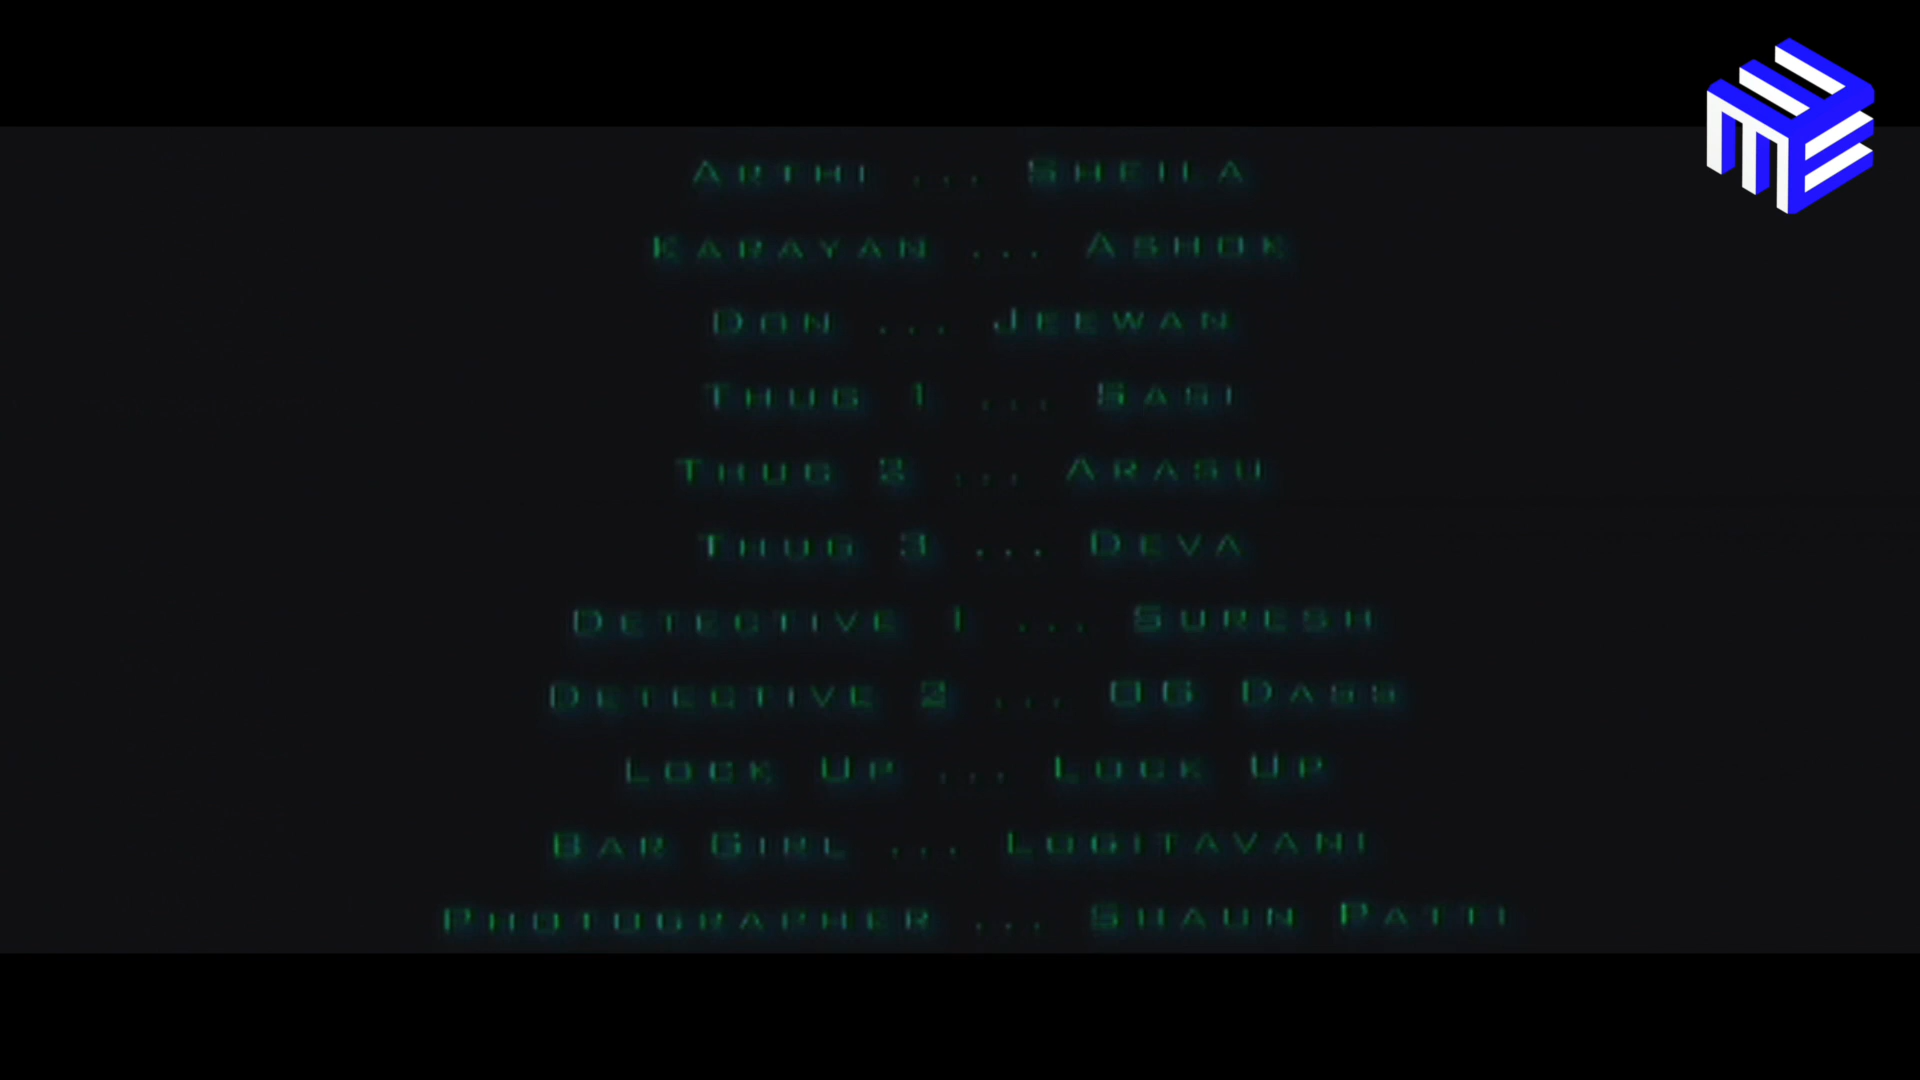 Arthi ... Sheila
Karayan ... Ashok
Don ... Jeewan
Thug 1 ... Sasi
Thug 2 ... Arasu
Thug 3 ... Deva
Detective 1 ... Suresh
Detective 2 ... OG Dass
Lock Up ... Lock Up
Bar Girl ... Logitavani
Photographer ... Shaun Patti